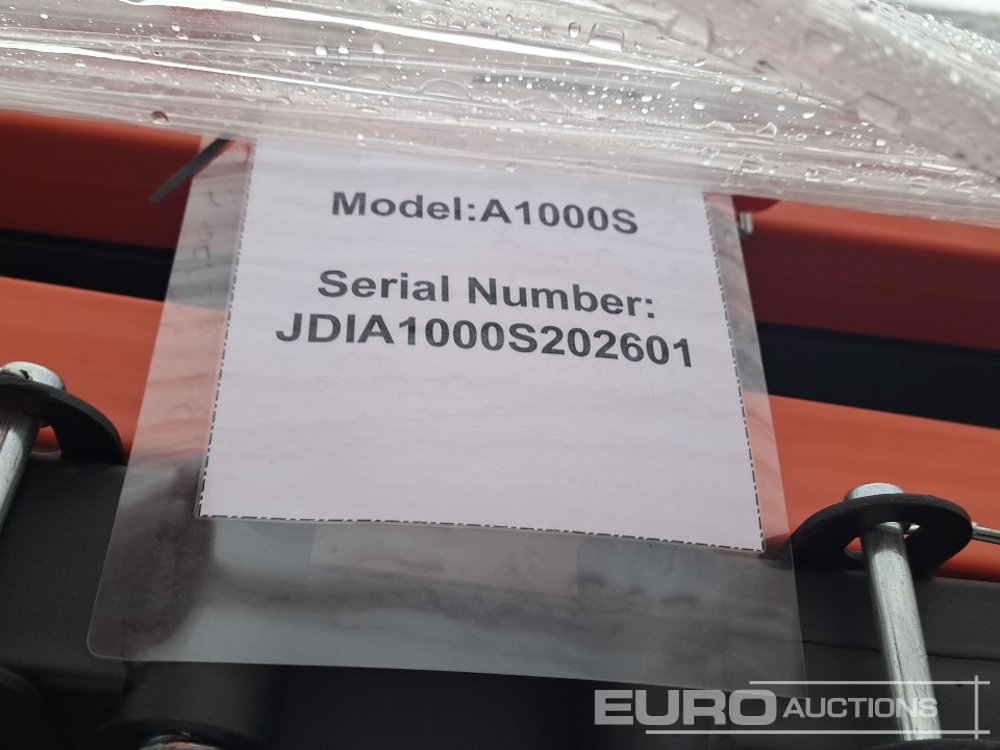 Model:A1000S
Serial Number:
JDIA1000S202601
EURO AUCTIONS